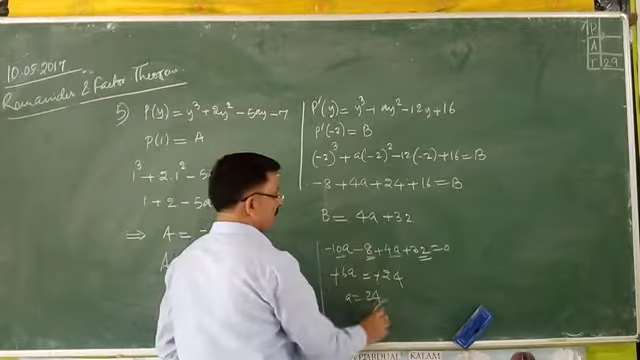 10.05.2017
Remainder & Factor Theorem
5) P(y) = y³ + 2y² - 5ay - 7
P(1) = A
1³ + 2.1² - 5
1 + 2 - 5a
⇒ A = -
A
P'(y) = y³ + ay² - 12y + 16
P'(-2) = B
(-2)³ + a(-2)² - 12(-2) + 16 = B
-8 + 4a + 24 + 16 = B
B = 4a + 32
-10a - 8 + 4a + 32 = 0
+6a = +24
a = 24
P
A
T 29
ABDUL KALAM